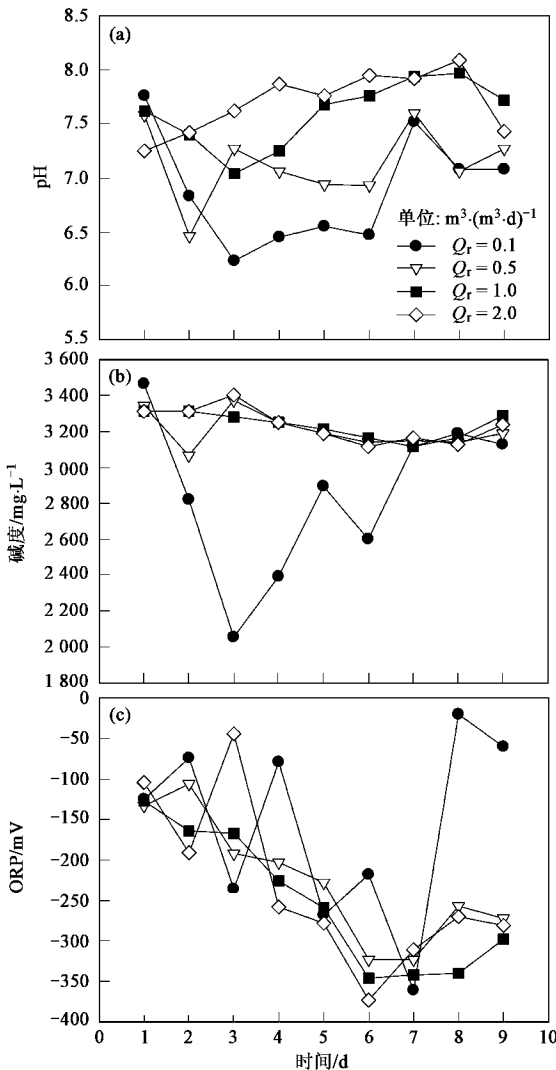 8.5
(a)
8.0
7.5
7.0
6.5
6.0
5.5
pH
单位: m³·(m³·d)⁻¹
Qr = 0.1
Qr = 0.5
Qr = 1.0
Qr = 2.0
3 600
(b)
3 400
3 200
3 000
2 800
2 600
2 400
2 200
2 000
1 800
碱度/mg·L⁻¹
0
(c)
−50
−100
−150
−200
−250
−300
−350
−400
ORP/mV
0 1 2 3 4 5 6 7 8 9 10
时间/d